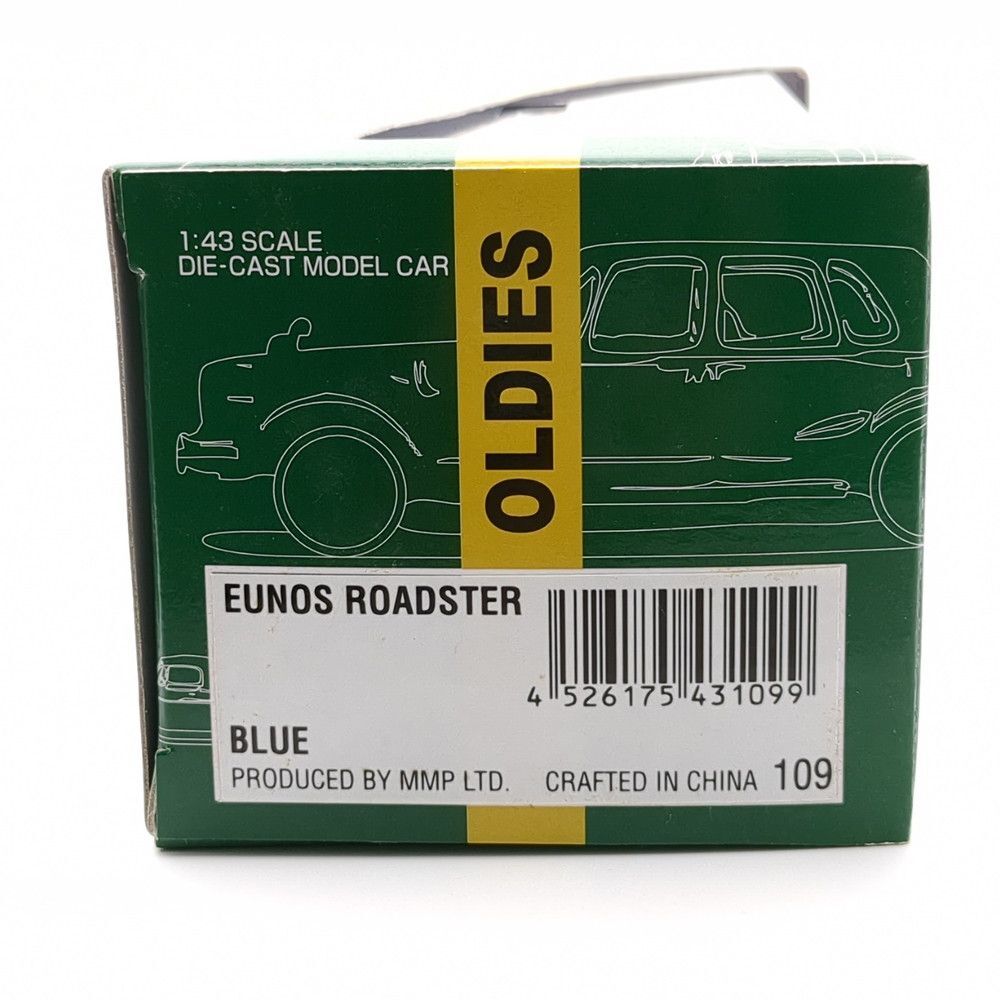 1:43 SCALE
DIE-CAST MODEL CAR
OLDIES
EUNOS ROADSTER
4 526175 431099
BLUE
PRODUCED BY MMP LTD. CRAFTED IN CHINA 109